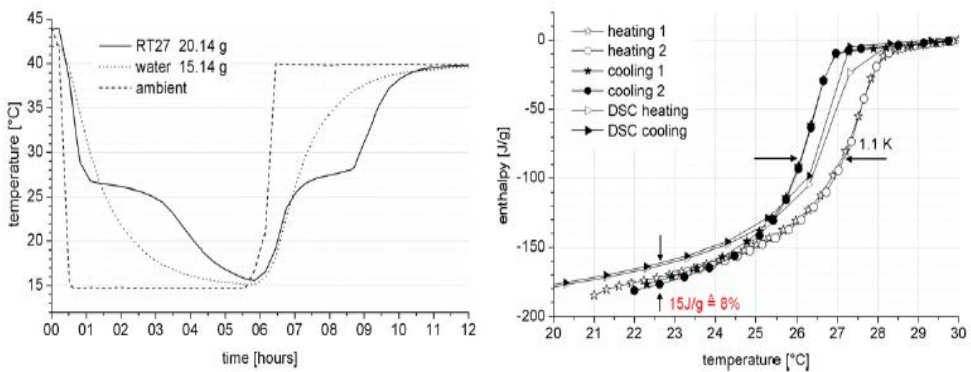 45
40
35
30
25
20
15
temperature [°C]
RT27 20.14 g
water 15.14 g
ambient
00 01 02 03 04 05 06 07 08 09 10 11 12
time [hours]
0
-50
-100
-150
-200
enthalpy [J/g]
heating 1
heating 2
cooling 1
cooling 2
DSC heating
DSC cooling
1.1 K
15J/g ≙ 8%
20 21 22 23 24 25 26 27 28 29 30
temperature [°C]